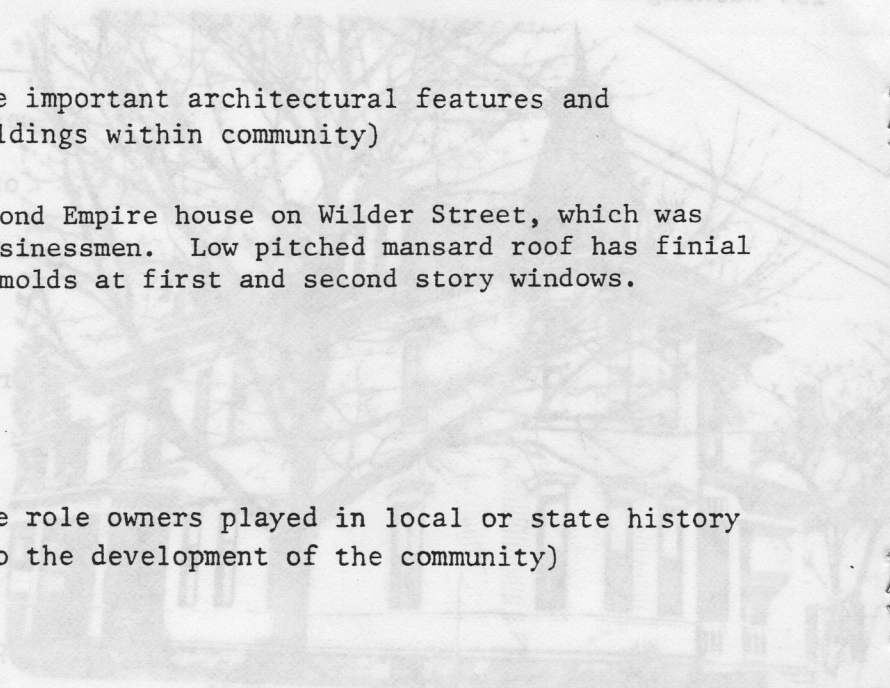 e important architectural features and
ldings within community)
ond Empire house on Wilder Street, which was
sinessmen. Low pitched mansard roof has finial
molds at first and second story windows.
e role owners played in local or state history
o the development of the community)